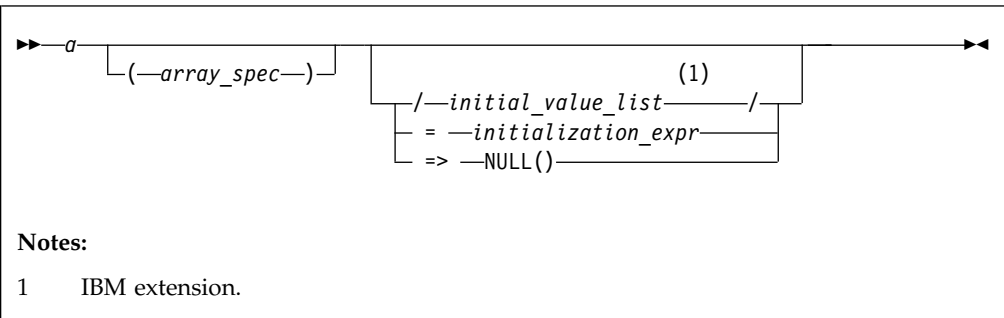 a
( array_spec )
(1)
/ initial_value_list /
= initialization_expr
=> NULL()
Notes:
1 IBM extension.